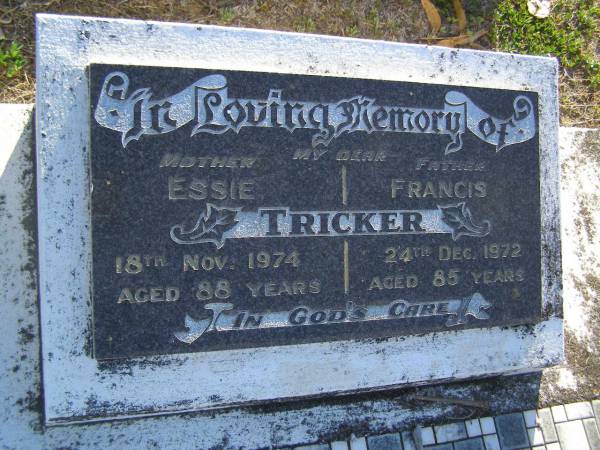 In Loving Memory of
MOTHER MY DEAR FATHER
ESSIE FRANCIS
TRICKER
18TH NOV. 1974 24TH DEC. 1972
AGED 88 YEARS AGED 85 YEARS
IN GOD'S CARE